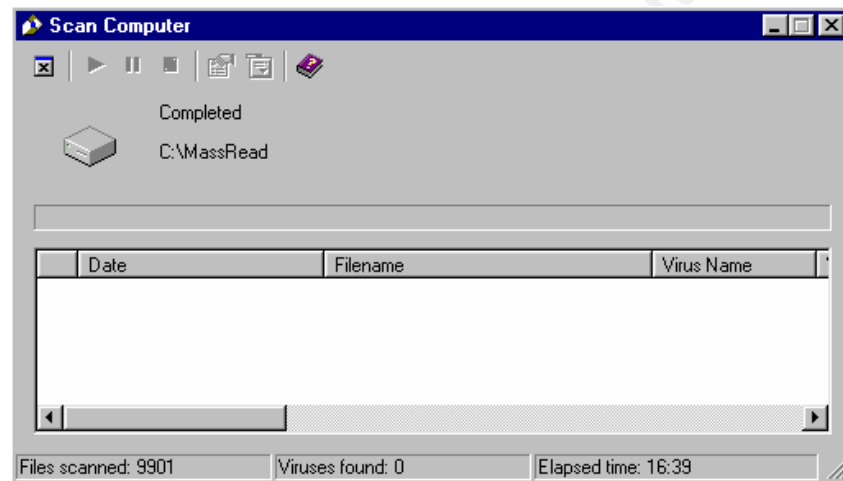 Scan Computer
Completed
C:\MassRead
Date Filename Virus Name
Files scanned: 9901 Viruses found: 0 Elapsed time: 16:39